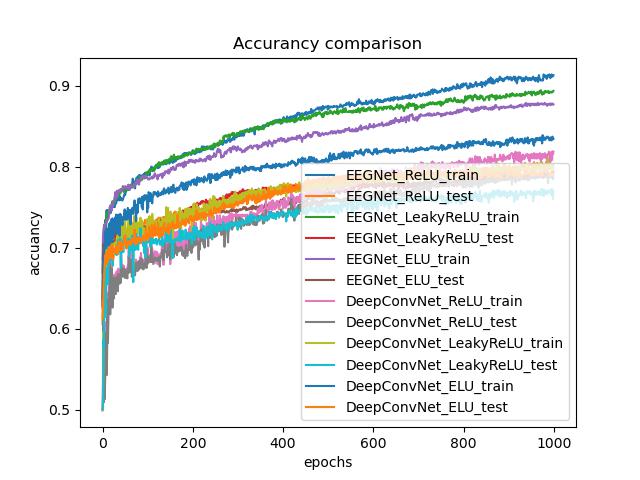 Accurancy comparison
accuancy
0.9
0.8
0.7
0.6
0.5
EEGNet_ReLU_train
EEGNet_ReLU_test
EEGNet_LeakyReLU_train
EEGNet_LeakyReLU_test
EEGNet_ELU_train
EEGNet_ELU_test
DeepConvNet_ReLU_train
DeepConvNet_ReLU_test
DeepConvNet_LeakyReLU_train
DeepConvNet_LeakyReLU_test
DeepConvNet_ELU_train
DeepConvNet_ELU_test
0 200 400 600 800 1000
epochs